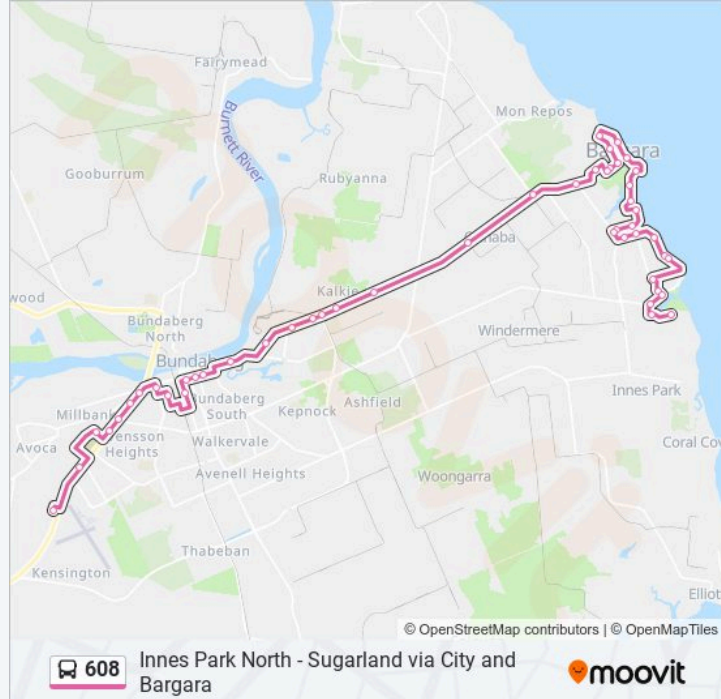 Fairymead
Mon Repos
Burnett River
Bargara
Gooburrum
Rubyanna
Qunaba
wood
Kalkie
Bundaberg
North
Windermere
Bundaberg
Innes Park
Millbank
Bundaberg
South
Ashfield
Kepnock
Avoca
Svensson
Heights
Walkervale
Coral Cov
Avenell Heights
Woongarra
Thabeban
Kensington
Elliott
© OpenStreetMap contributors | © OpenMapTiles
608
Innes Park North - Sugarland via City and
Bargara
moovit